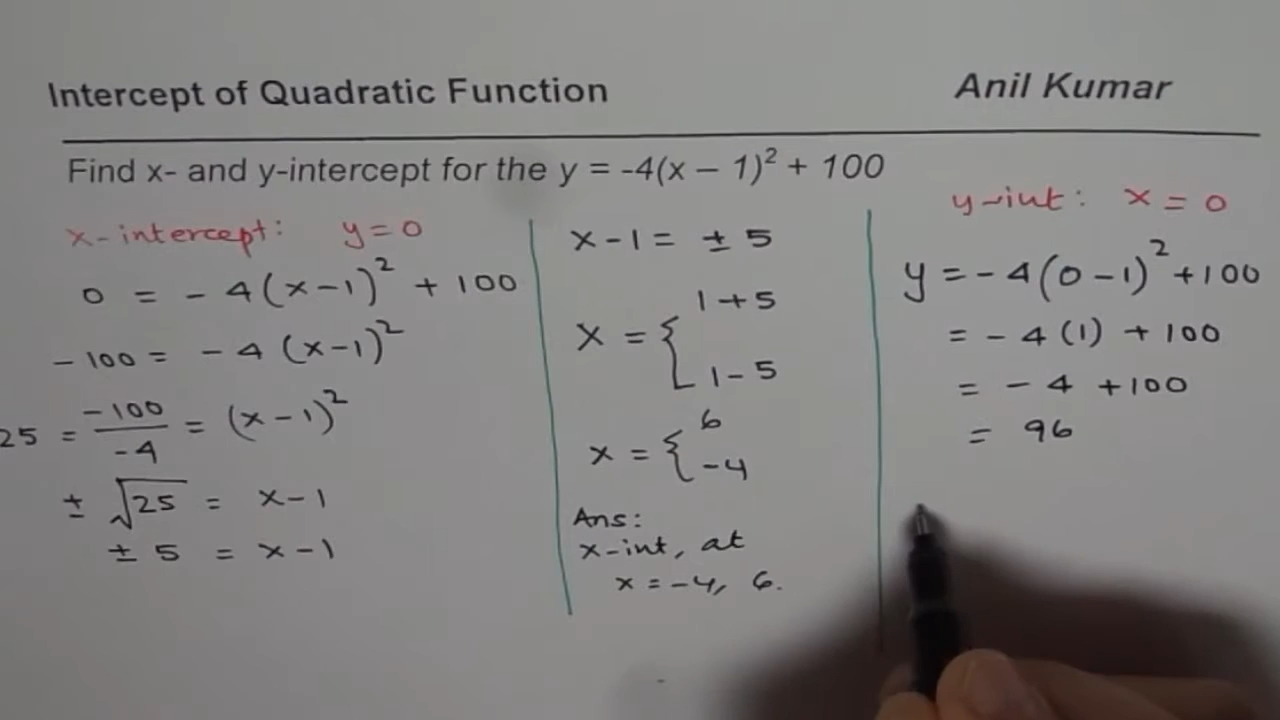 Intercept of Quadratic Function
Anil Kumar
Find x- and y-intercept for the y = -4(x – 1)² + 100
x-intercept: y=0
0 = -4(x-1)² + 100
-100 = -4(x-1)²
25 = -100/-4 = (x-1)²
± √25 = x-1
± 5 = x-1
x-1 = ± 5
x = { 1+5
1-5
x = { 6
-4
Ans:
x-int, at
x = -4, 6.
y-int: x = 0
y = -4(0-1)² +100
= -4(1) + 100
= -4 +100
= 96